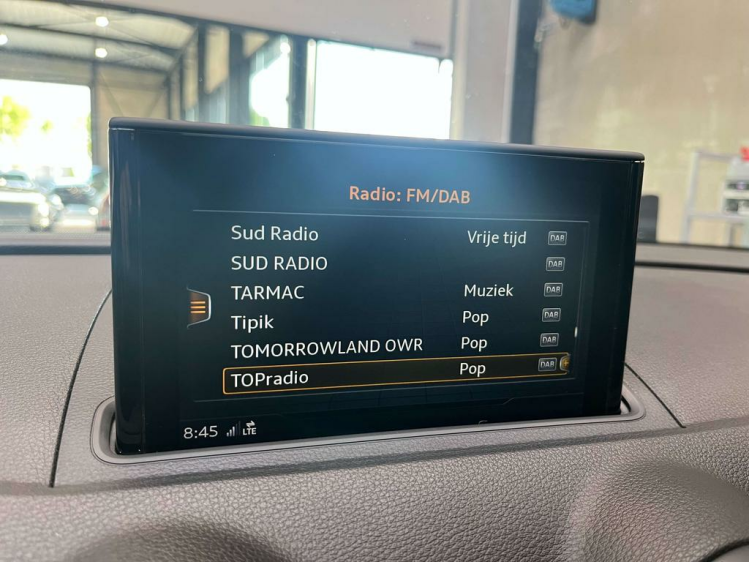 Radio: FM/DAB
Sud Radio Vrije tijd DAB
SUD RADIO DAB
TARMAC Muziek DAB
Tipik Pop DAB
TOMORROWLAND OWR Pop DAB
TOPradio Pop DAB
8:45 LTE